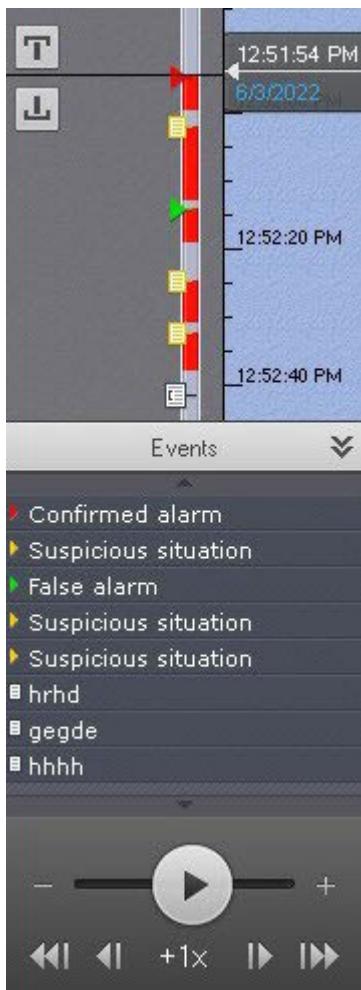 12:51:54 PM
6/3/2022
12:52:20 PM
12:52:40 PM
Events
Confirmed alarm
Suspicious situation
False alarm
Suspicious situation
Suspicious situation
hrhd
gegde
hhhh
+1x